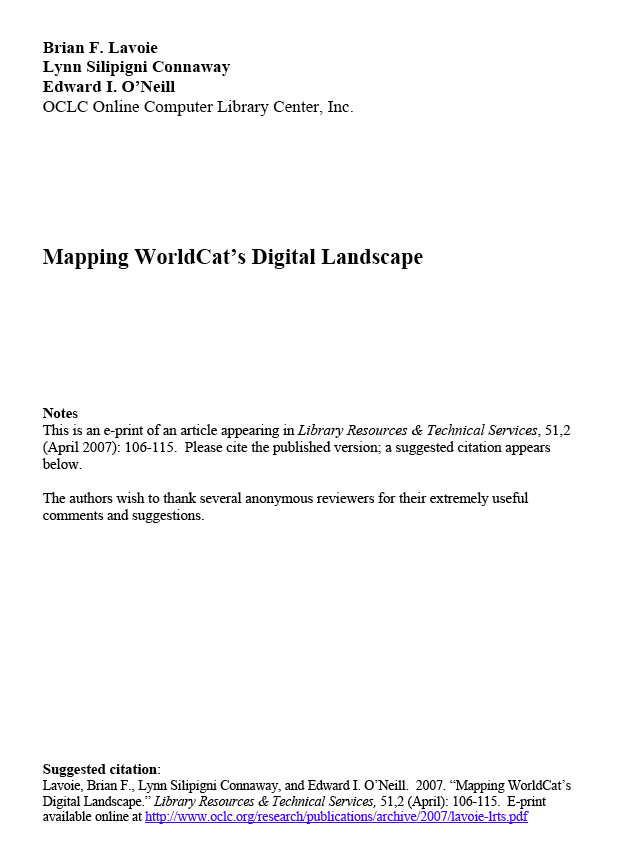 Brian F. Lavoie
Lynn Silipigni Connaway
Edward I. O’Neill
OCLC Online Computer Library Center, Inc.
Mapping WorldCat’s Digital Landscape
Notes
This is an e-print of an article appearing in Library Resources & Technical Services, 51,2
(April 2007): 106-115.  Please cite the published version; a suggested citation appears
below.
The authors wish to thank several anonymous reviewers for their extremely useful
comments and suggestions.
Suggested citation:
Lavoie, Brian F., Lynn Silipigni Connaway, and Edward I. O’Neill.  2007. “Mapping WorldCat’s
Digital Landscape.” Library Resources & Technical Services, 51,2 (April): 106-115.  E-print
available online at http://www.oclc.org/research/publications/archive/2007/lavoie-lrts.pdf